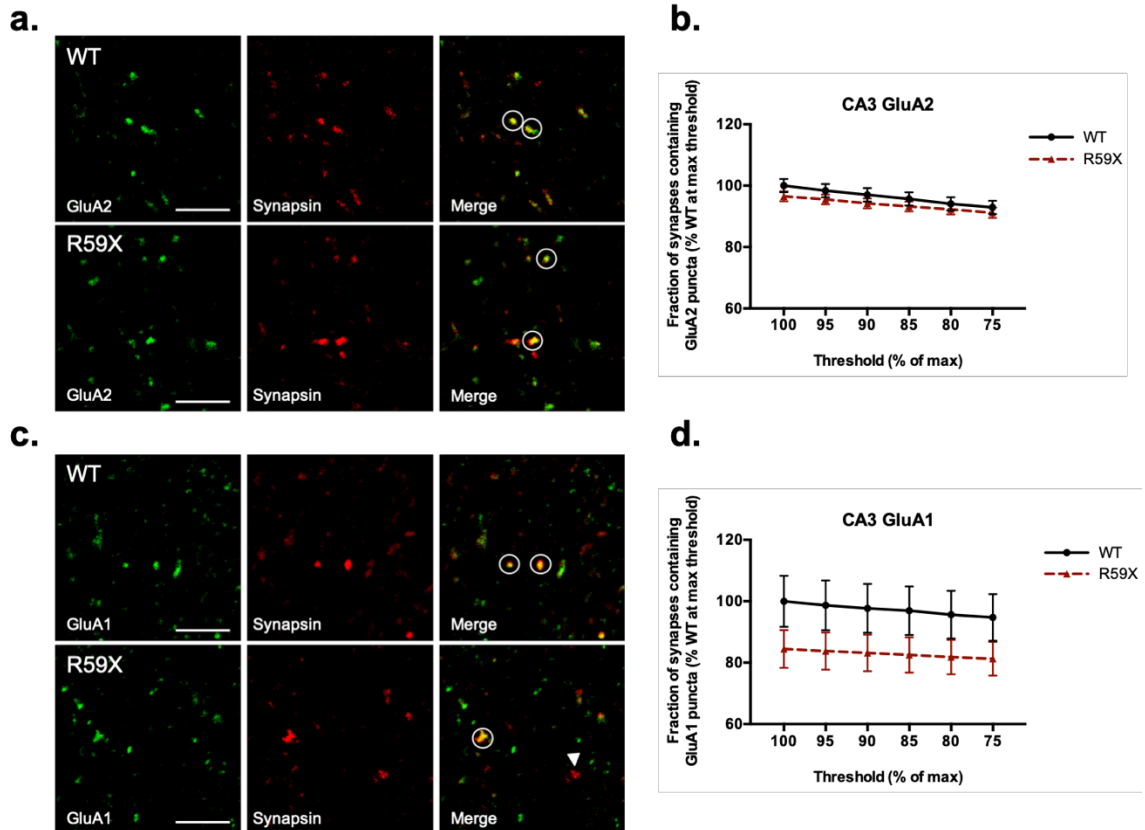 a.
WT
GluA2
Synapsin
Merge
R59X
GluA2
Synapsin
Merge
b.
CA3 GluA2
Fraction of synapses containing
GluA2 puncta (% WT at max threshold)
120
100
80
60
100 95 90 85 80 75
Threshold (% of max)
WT
R59X
c.
WT
GluA1
Synapsin
Merge
R59X
GluA1
Synapsin
Merge
d.
CA3 GluA1
Fraction of synapses containing
GluA1 puncta (% WT at max threshold)
120
100
80
60
100 95 90 85 80 75
Threshold (% of max)
WT
R59X